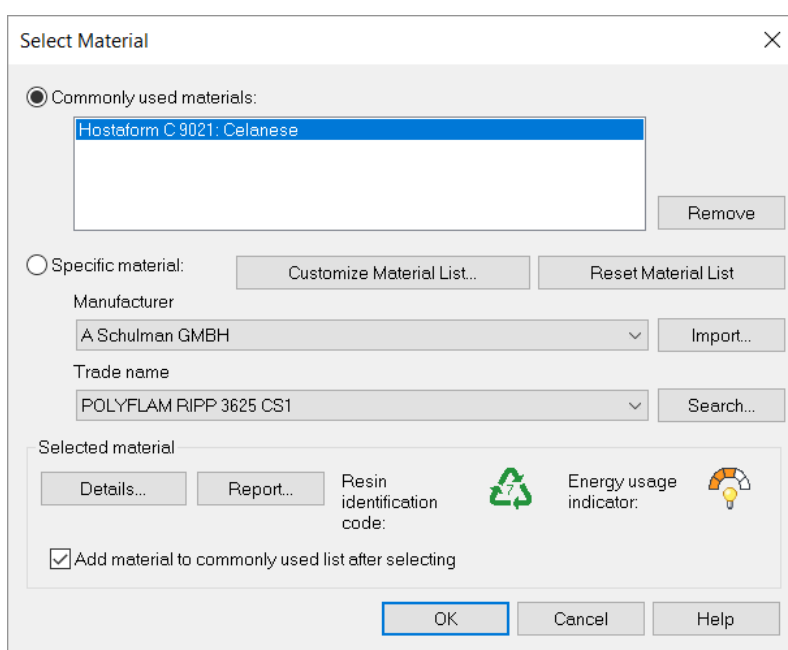 Select Material
Commonly used materials:
Hostaform C 9021: Celanese
Remove
Specific material:
Customize Material List...
Reset Material List
Manufacturer
A Schulman GMBH
Import...
Trade name
POLYFLAM RIPP 3625 CS1
Search...
Selected material
Details...
Report...
Resin
identification
code:
7
Energy usage
indicator:
Add material to commonly used list after selecting
OK
Cancel
Help